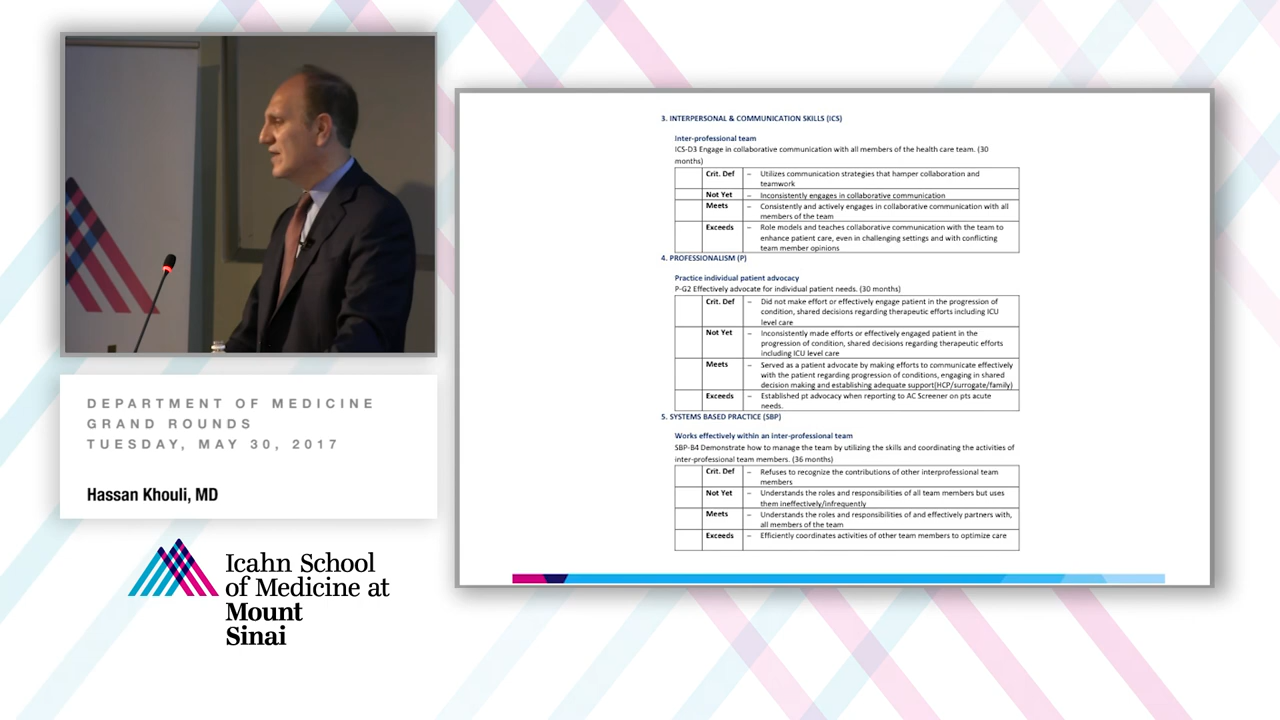 DEPARTMENT OF MEDICINE
GRAND ROUNDS
TUESDAY, MAY 30, 2017
Hassan Khouli, MD
Icahn School
of Medicine at
Mount
Sinai
3. INTERPERSONAL & COMMUNICATION SKILLS (ICS)
Inter-professional team
ICS-D3 Engage in collaborative communication with all members of the health care team. (30
months)
Crit. Def – Utilizes communication strategies that hamper collaboration and
teamwork
Not Yet – Inconsistently engages in collaborative communication
Meets – Consistently and actively engages in collaborative communication with all
members of the team
Exceeds – Role models and teaches collaborative communication with the team to
enhance patient care, even in challenging settings and with conflicting
team member opinions
4. PROFESSIONALISM (P)
Practice individual patient advocacy
P-G2 Effectively advocate for individual patient needs. (30 months)
Crit. Def – Did not make effort or effectively engage patient in the progression of
condition, shared decisions regarding therapeutic efforts including ICU
level care
Not Yet – Inconsistently made efforts or effectively engaged patient in the
progression of condition, shared decisions regarding therapeutic efforts
including ICU level care
Meets – Served as a patient advocate by making efforts to communicate effectively
with the patient regarding progression of conditions, engaging in shared
decision making and establishing adequate support(HCP/surrogate/family)
Exceeds – Established pt advocacy when reporting to AC Screener on pts acute
needs.
5. SYSTEMS BASED PRACTICE (SBP)
Works effectively within an inter-professional team
SBP-B4 Demonstrate how to manage the team by utilizing the skills and coordinating the activities of
inter-professional team members. (36 months)
Crit. Def – Refuses to recognize the contributions of other interprofessional team
members
Not Yet – Understands the roles and responsibilities of all team members but uses
them ineffectively/infrequently
Meets – Understands the roles and responsibilities of and effectively partners with,
all members of the team
Exceeds – Efficiently coordinates activities of other team members to optimize care